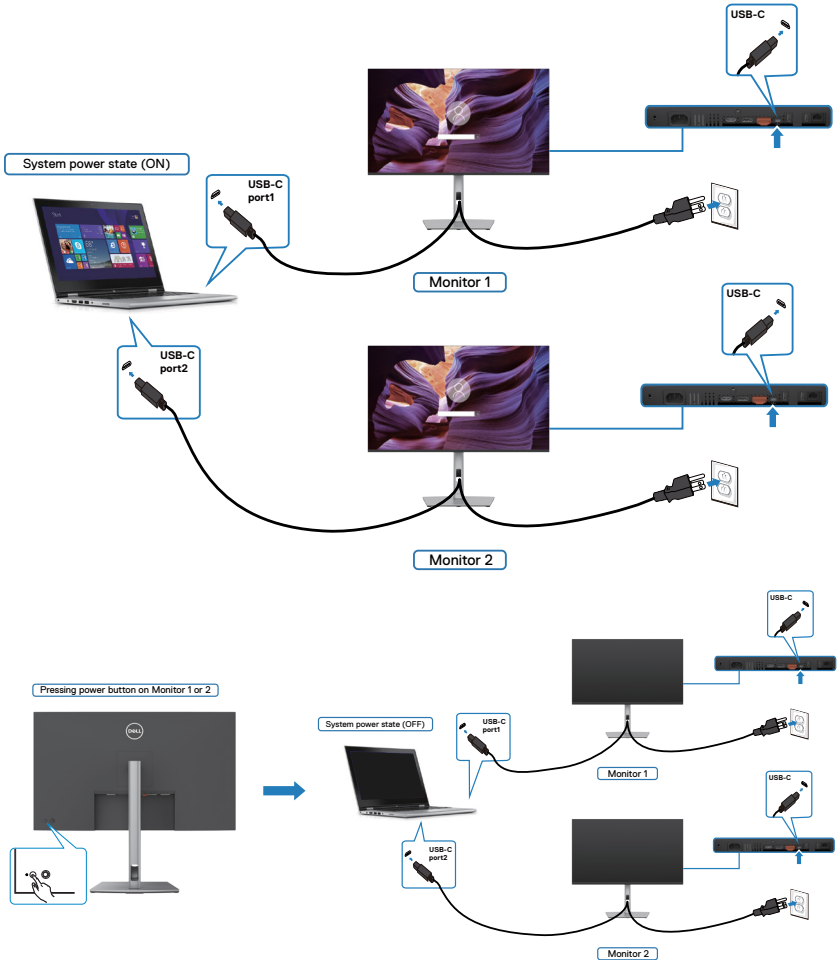 USB-C
System power state (ON)
USB-C
port1
Monitor 1
USB-C
USB-C
port2
Monitor 2
USB-C
Pressing power button on Monitor 1 or 2
DELL
System power state (OFF)
USB-C
port1
Monitor 1
USB-C
USB-C
port2
Monitor 2